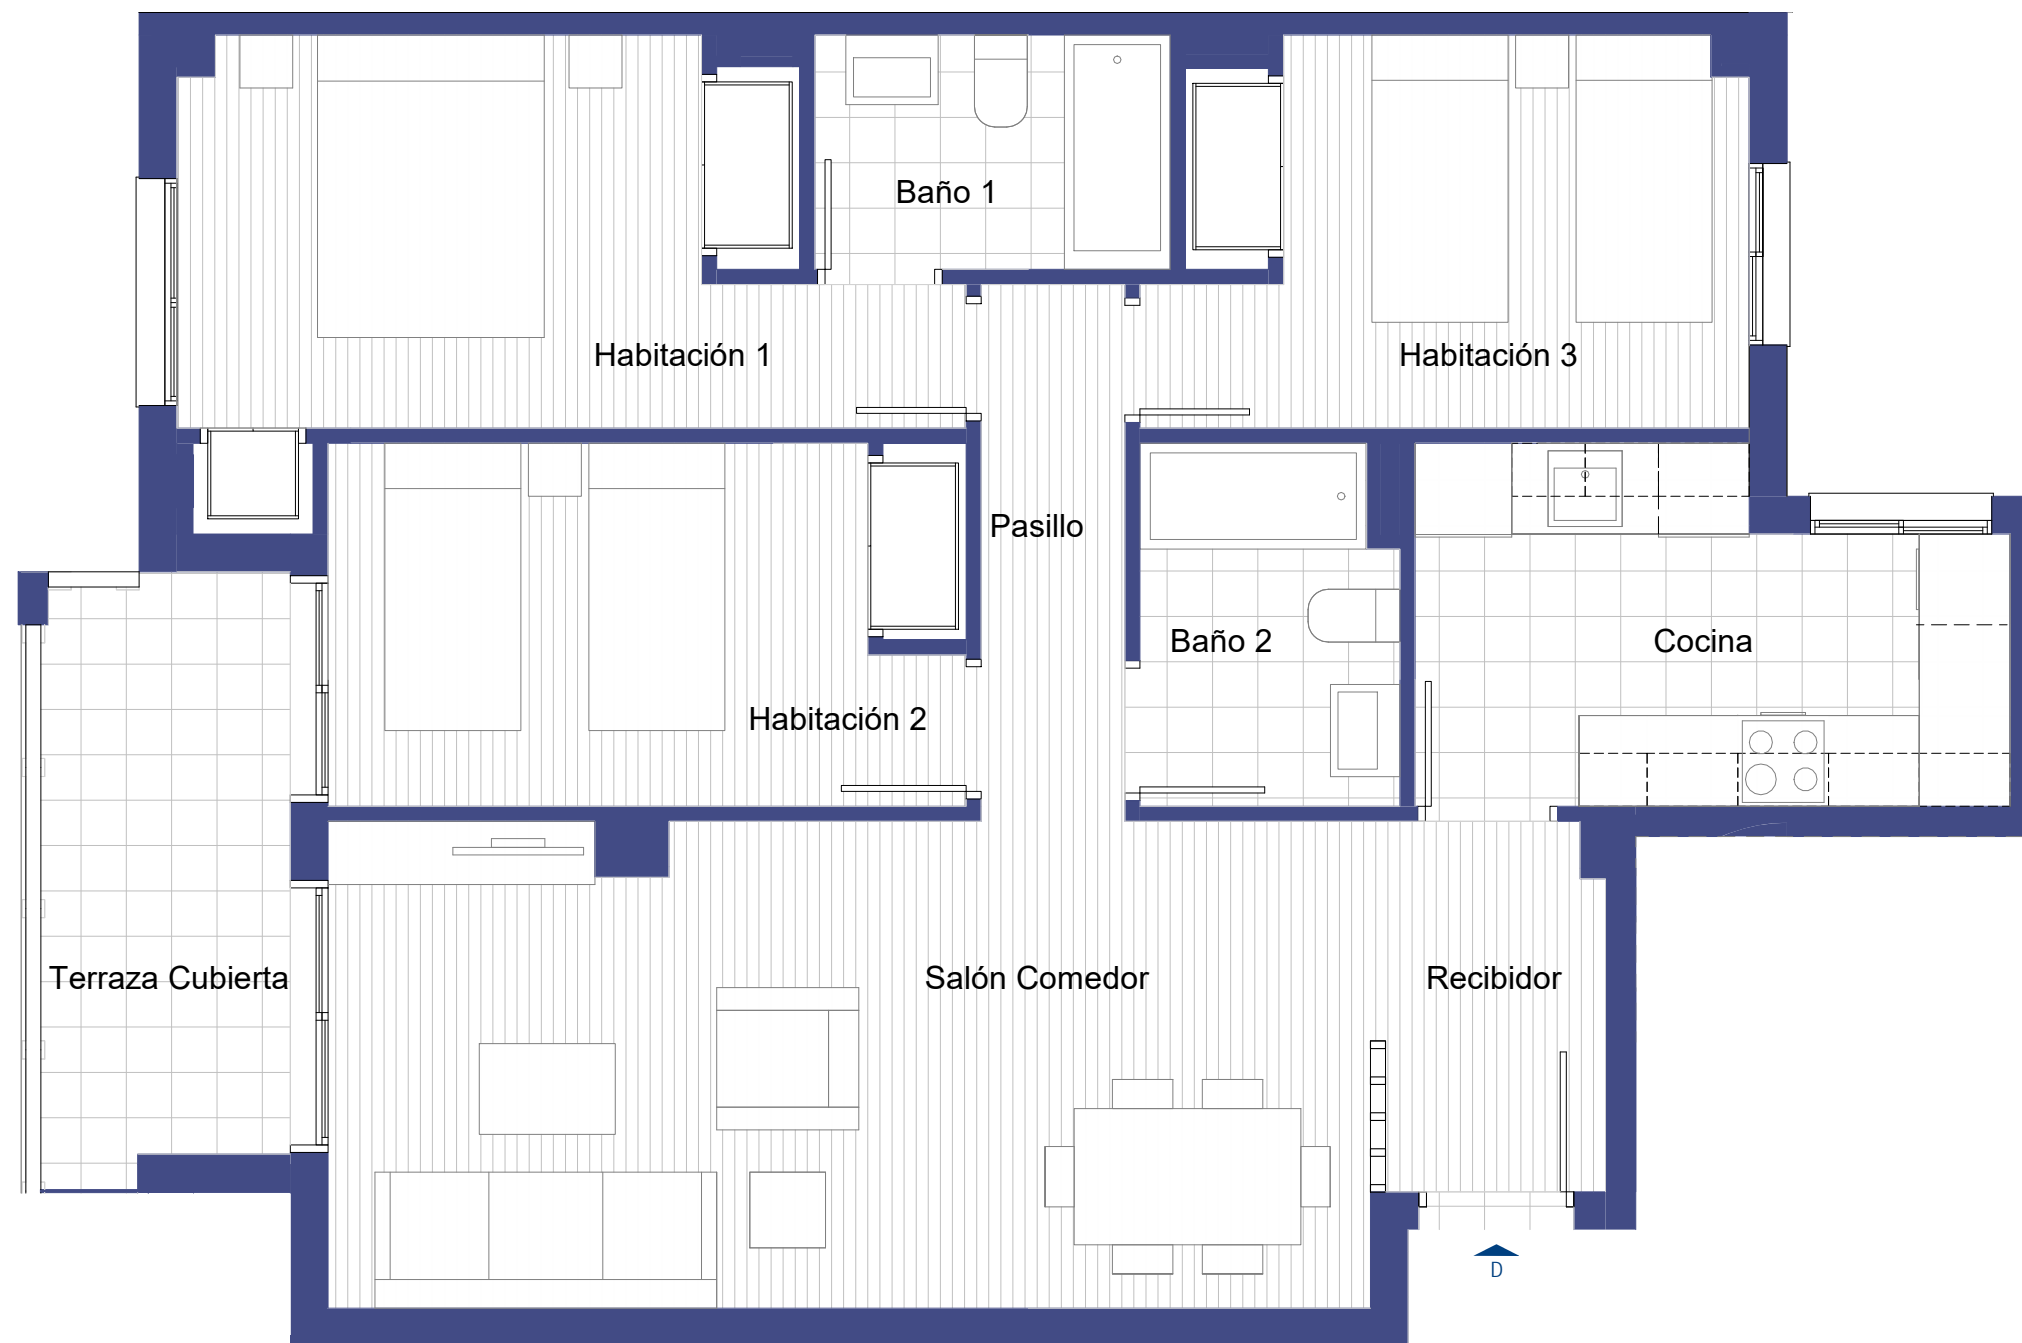 Baño 1
Habitación 1
Habitación 3
Pasillo
Baño 2
Cocina
Habitación 2
Terraza Cubierta
Salón Comedor
Recibidor
D